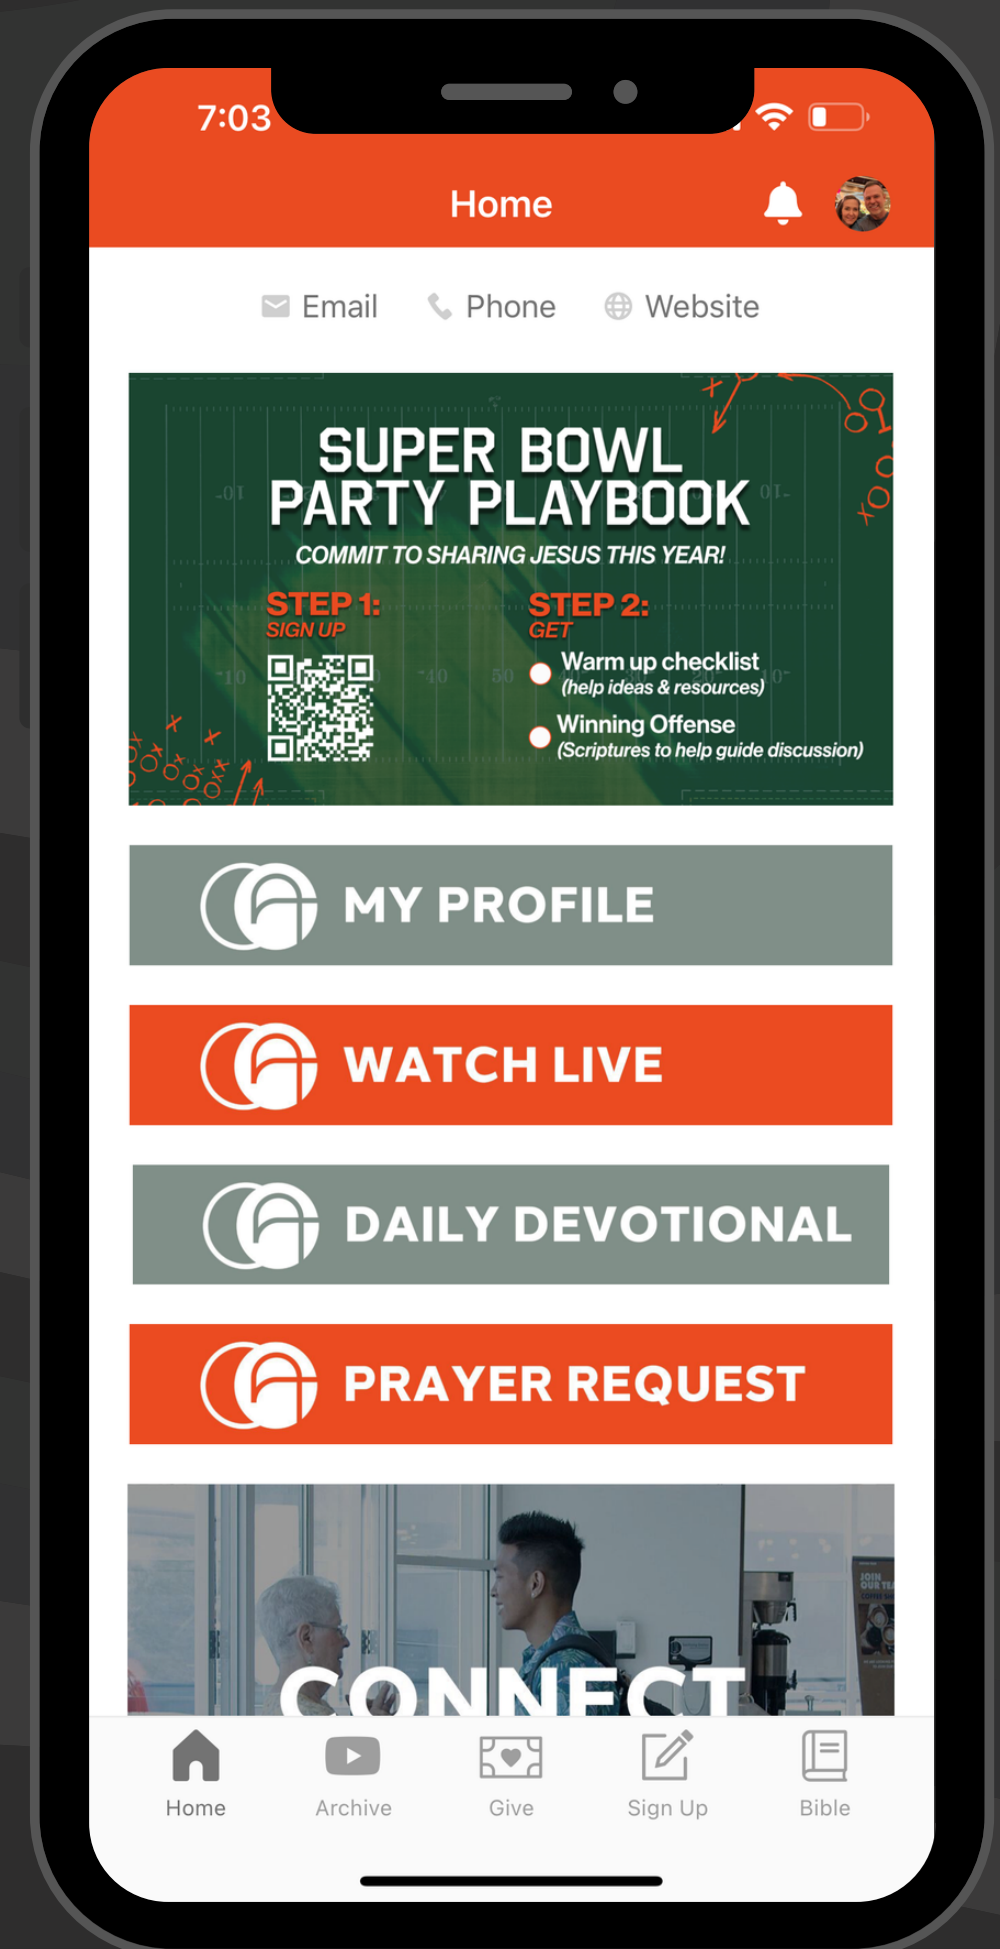 7:03
Home
Email
Phone
Website
SUPER BOWL
PARTY PLAYBOOK
COMMIT TO SHARING JESUS THIS YEAR!
STEP 1:
SIGN UP
STEP 2:
GET
Warm up checklist
(help ideas & resources)
Winning Offense
(Scriptures to help guide discussion)
MY PROFILE
WATCH LIVE
DAILY DEVOTIONAL
PRAYER REQUEST
JOIN
CONNECT
Home
Archive
Give
Sign Up
Bible